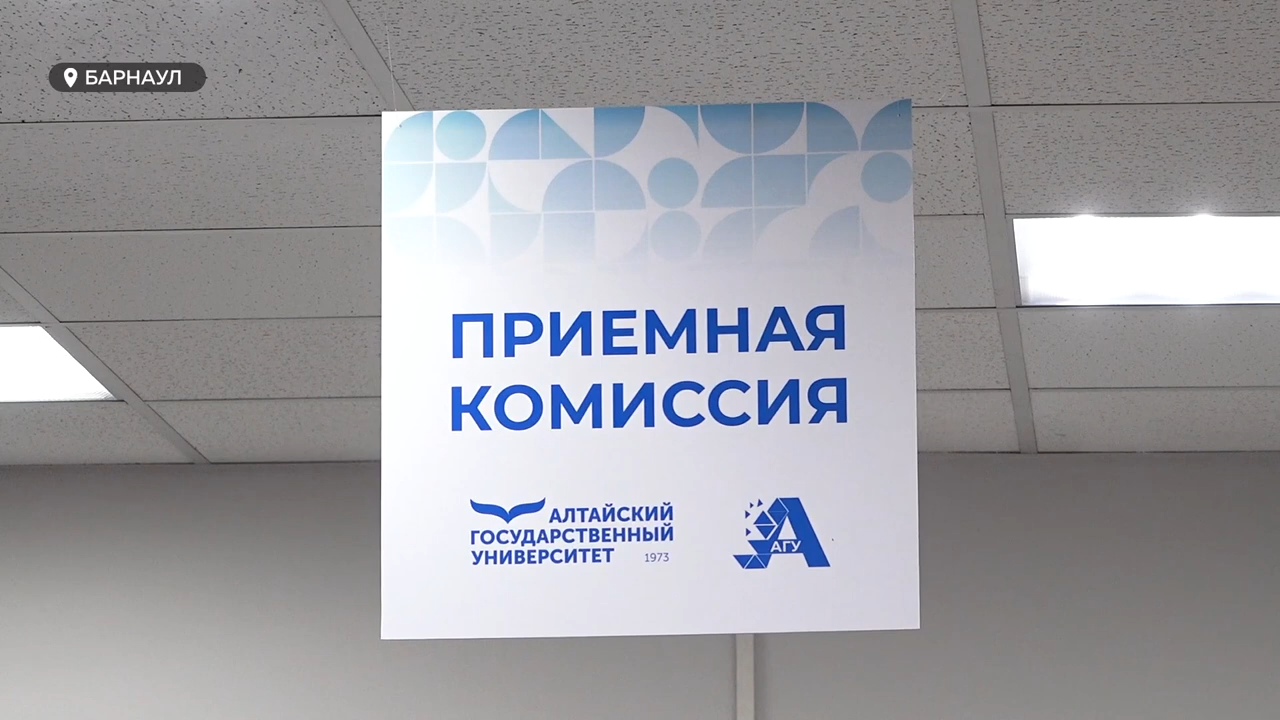 БАРНАУЛ
ПРИЕМНАЯ
КОМИССИЯ
АЛТАЙСКИЙ
ГОСУДАРСТВЕННЫЙ
УНИВЕРСИТЕТ 1973
АГУ